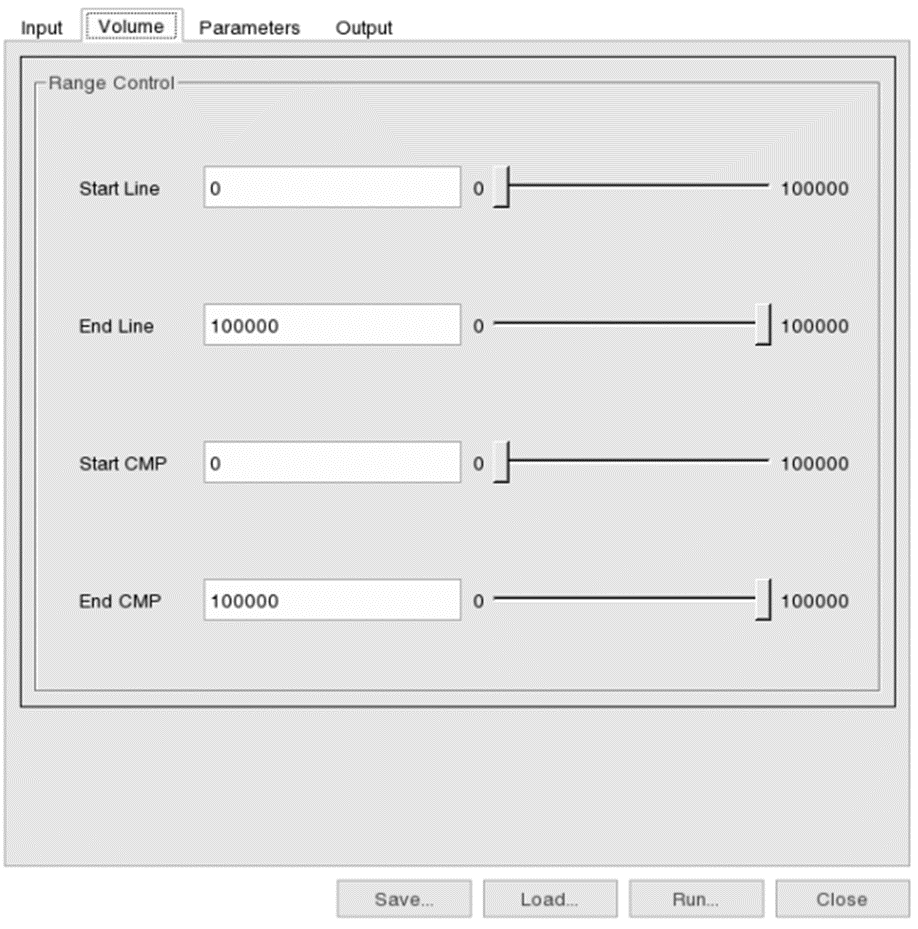 Input Volume Parameters Output
Range Control
Start Line 0 0 100000
End Line 100000 0 100000
Start CMP 0 0 100000
End CMP 100000 0 100000
Save... Load... Run... Close